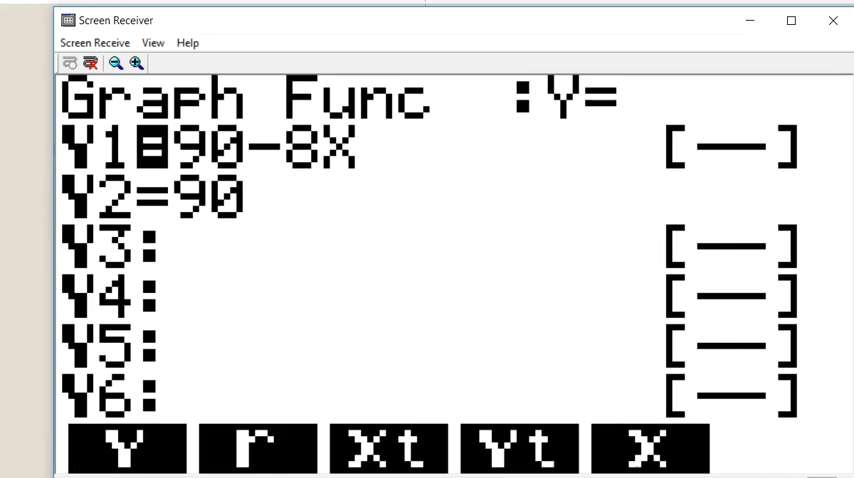 Screen Receiver
Screen Receive View Help
Graph Func :Y=
Y1=90-8X [—]
Y2=90
Y3: [—]
Y4: [—]
Y5: [—]
Y6: [—]
Y r Xt Yt X